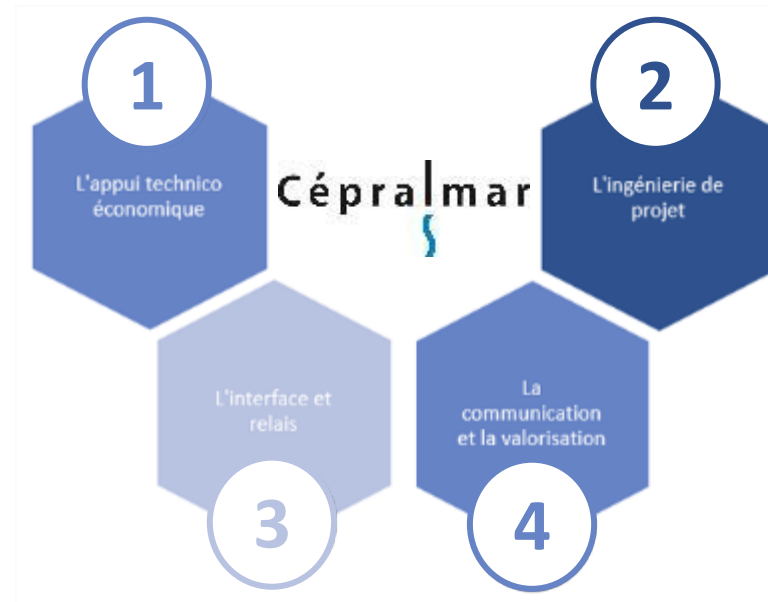 1
L'appui technico
économique
Cépralmar
2
L'ingénierie de
projet
L'interface et
relais
3
La
communication
et la valorisation
4